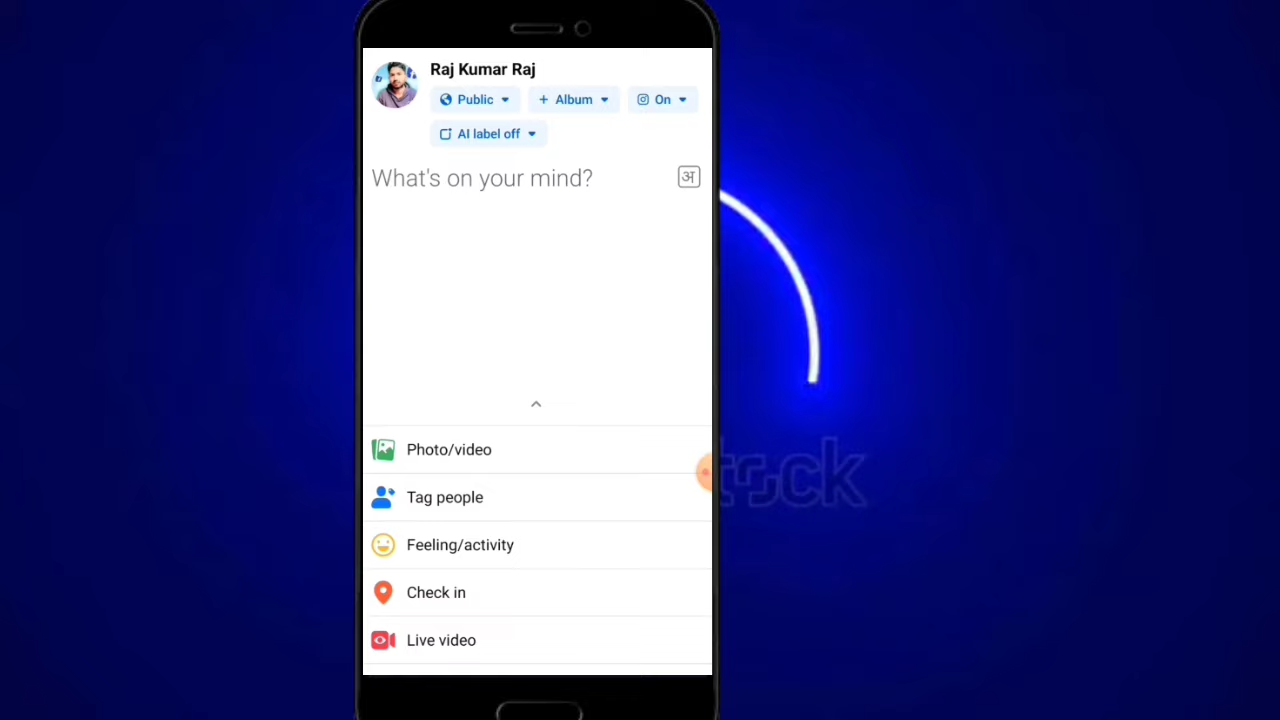 Raj Kumar Raj
Public + Album On
AI label off
What's on your mind? अ
Photo/video
Tag people
Feeling/activity
Check in
Live video
tock